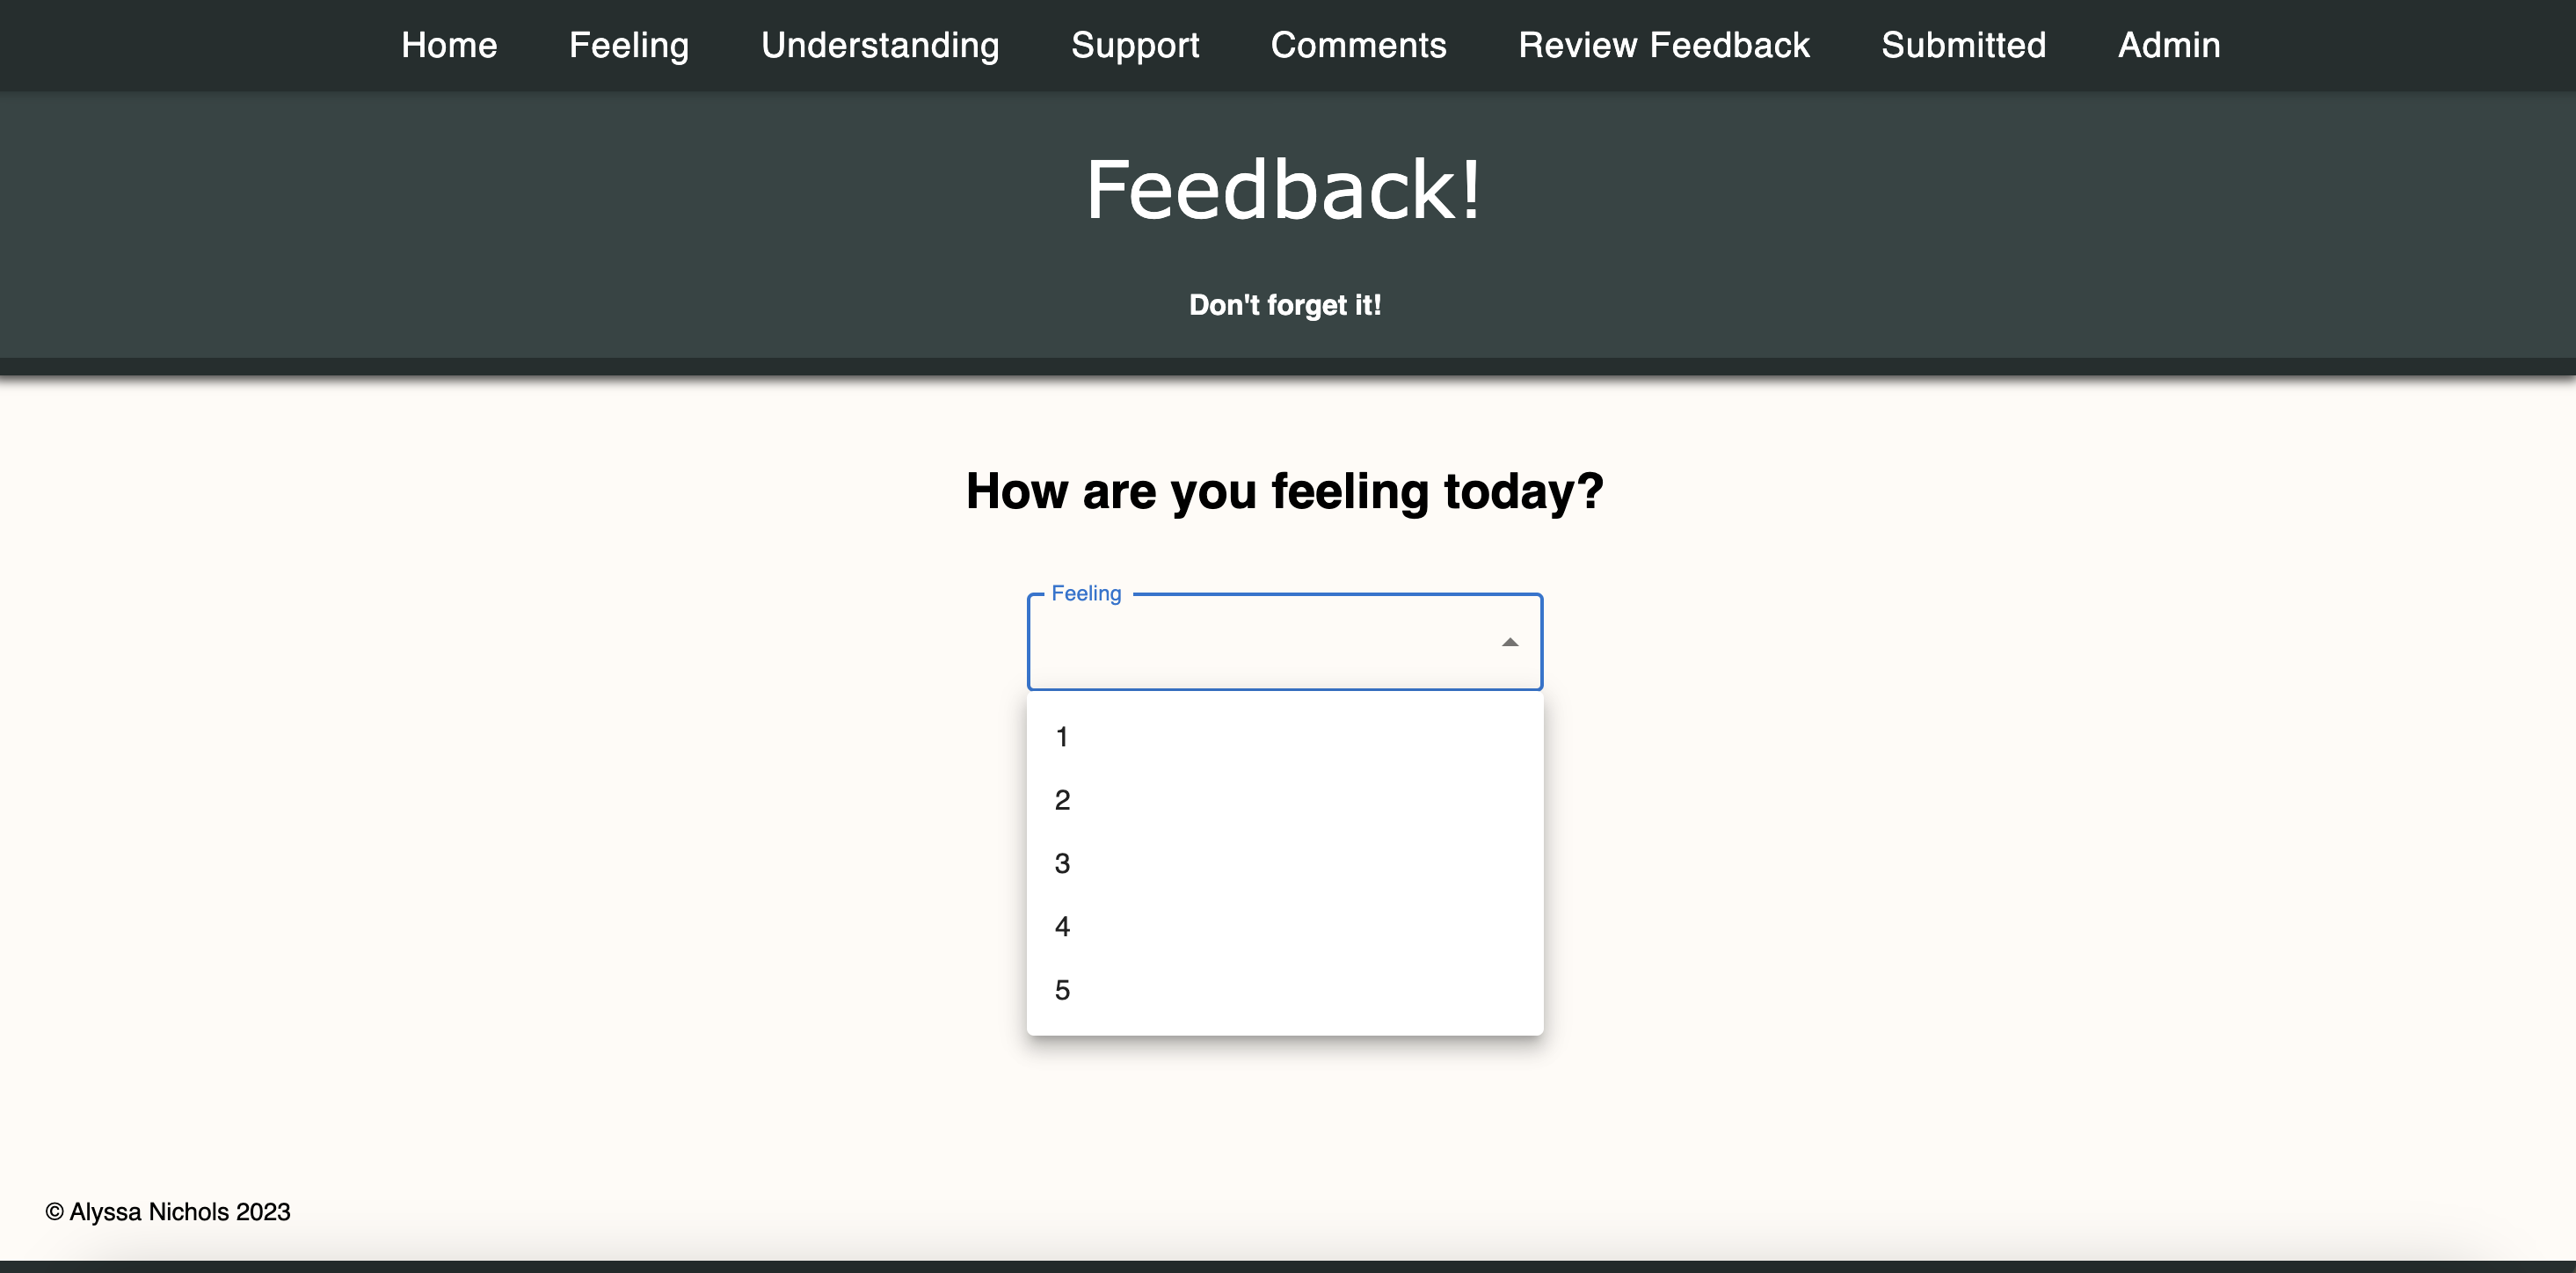 Home Feeling Understanding Support Comments Review Feedback Submitted Admin
Feedback!
Don't forget it!
How are you feeling today?
Feeling
1
2
3
4
5
© Alyssa Nichols 2023